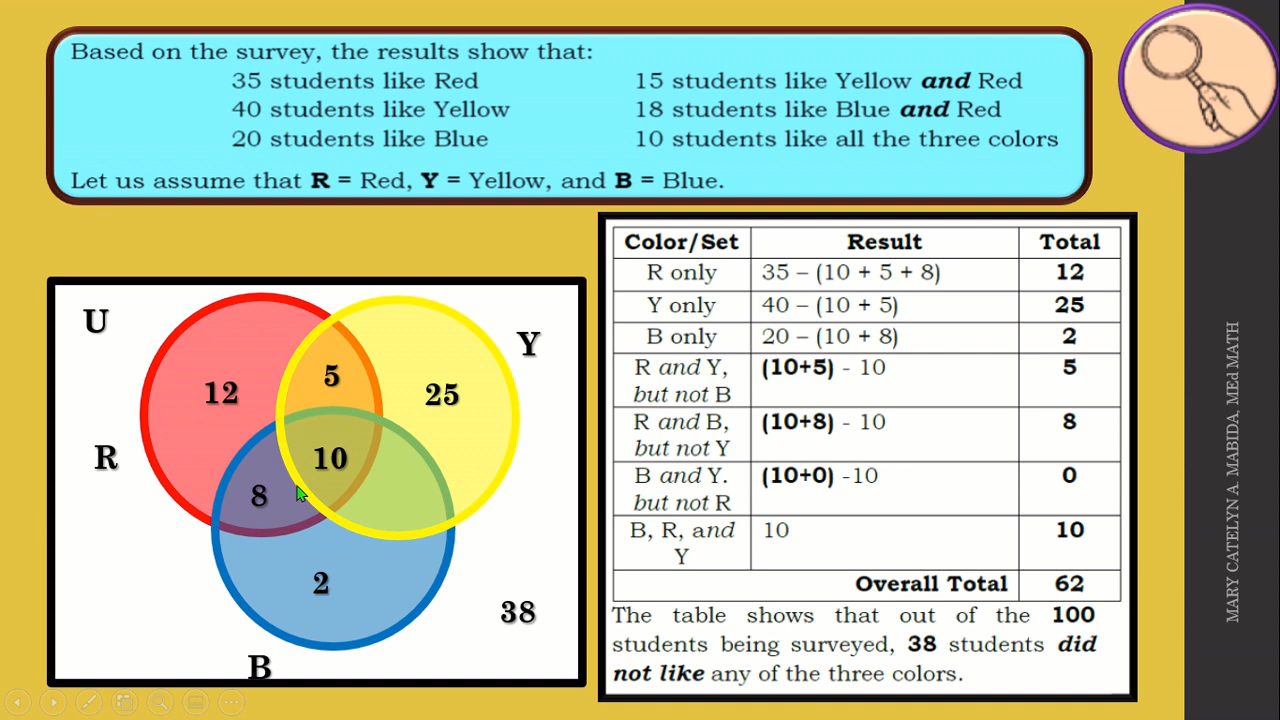 Based on the survey, the results show that:
35 students like Red
40 students like Yellow
20 students like Blue
15 students like Yellow and Red
18 students like Blue and Red
10 students like all the three colors
Let us assume that R = Red, Y = Yellow, and B = Blue.
U
Y
12
5
25
R
10
8
2
38
B
Color/Set Result Total
R only 35 – (10 + 5 + 8) 12
Y only 40 – (10 + 5) 25
B only 20 – (10 + 8) 2
R and Y, (10+5) - 10 5
but not B
R and B, (10+8) - 10 8
but not Y
B and Y. (10+0) -10 0
but not R
B, R, and 10 10
Y
Overall Total 62
The table shows that out of the 100
students being surveyed, 38 students did
not like any of the three colors.
MARY CATELYN A. MABIDA, MEd MATH